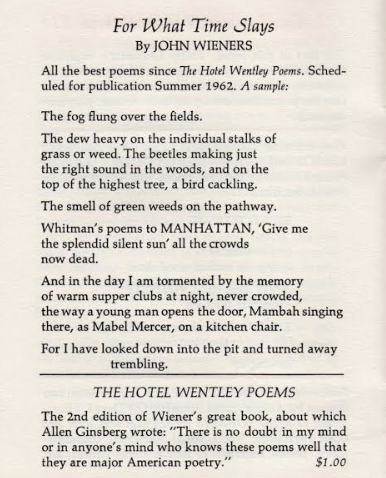 For What Time Slays
By JOHN WIENERS
All the best poems since The Hotel Wentley Poems. Sched-
uled for publication Summer 1962. A sample:
The fog flung over the fields.
The dew heavy on the individual stalks of
grass or weed. The beetles making just
the right sound in the woods, and on the
top of the highest tree, a bird cackling.
The smell of green weeds on the pathway.
Whitman's poems to MANHATTAN, 'Give me
the splendid silent sun' all the crowds
now dead.
And in the day I am tormented by the memory
of warm supper clubs at night, never crowded,
the way a young man opens the door, Mambah singing
there, as Mabel Mercer, on a kitchen chair.
For I have looked down into the pit and turned away
trembling.
THE HOTEL WENTLEY POEMS
The 2nd edition of Wiener's great book, about which
Allen Ginsberg wrote: "There is no doubt in my mind
or in anyone's mind who knows these poems well that
they are major American poetry." $1.00